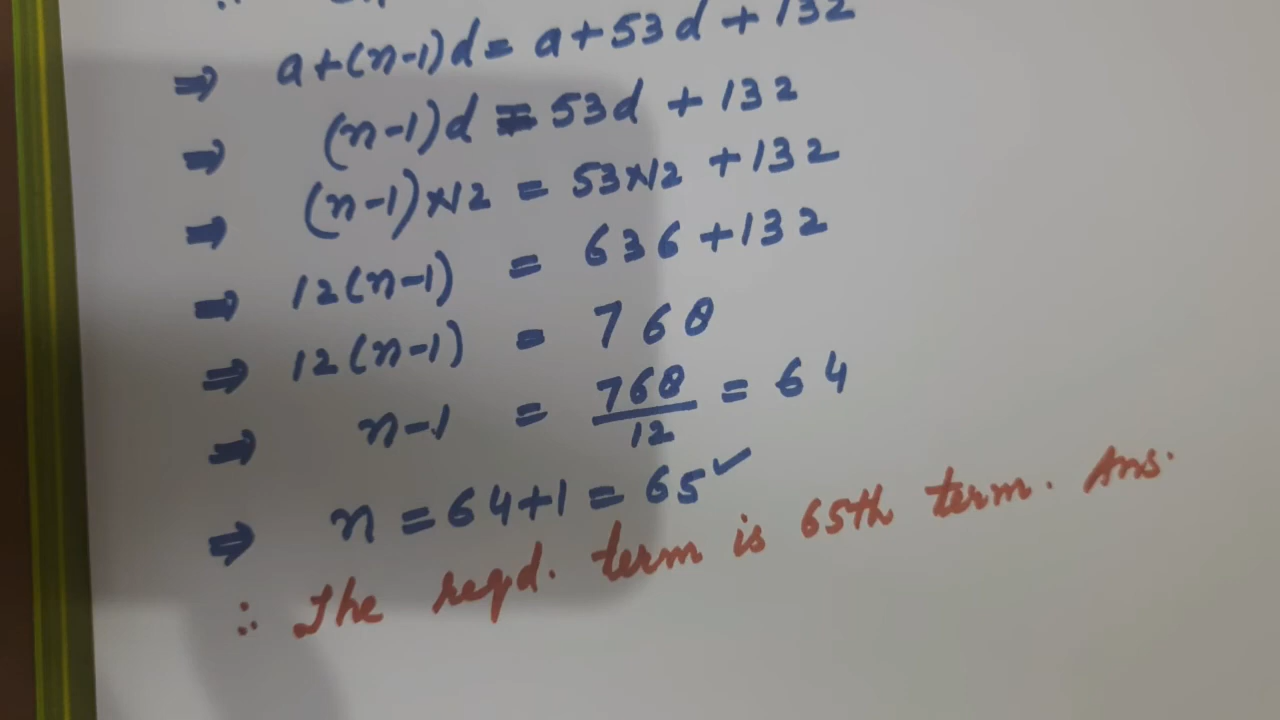 ⇒ a+(n-1)d = a+53d+132
⇒ (n-1)d = 53d+132
⇒ (n-1)×12 = 53×12+132
⇒ 12(n-1) = 636+132
⇒ 12(n-1) = 768
⇒ n-1 = 768/12 = 64
⇒ n = 64+1 = 65 ✓
∴ The reqd. term is 65th term. Ans.